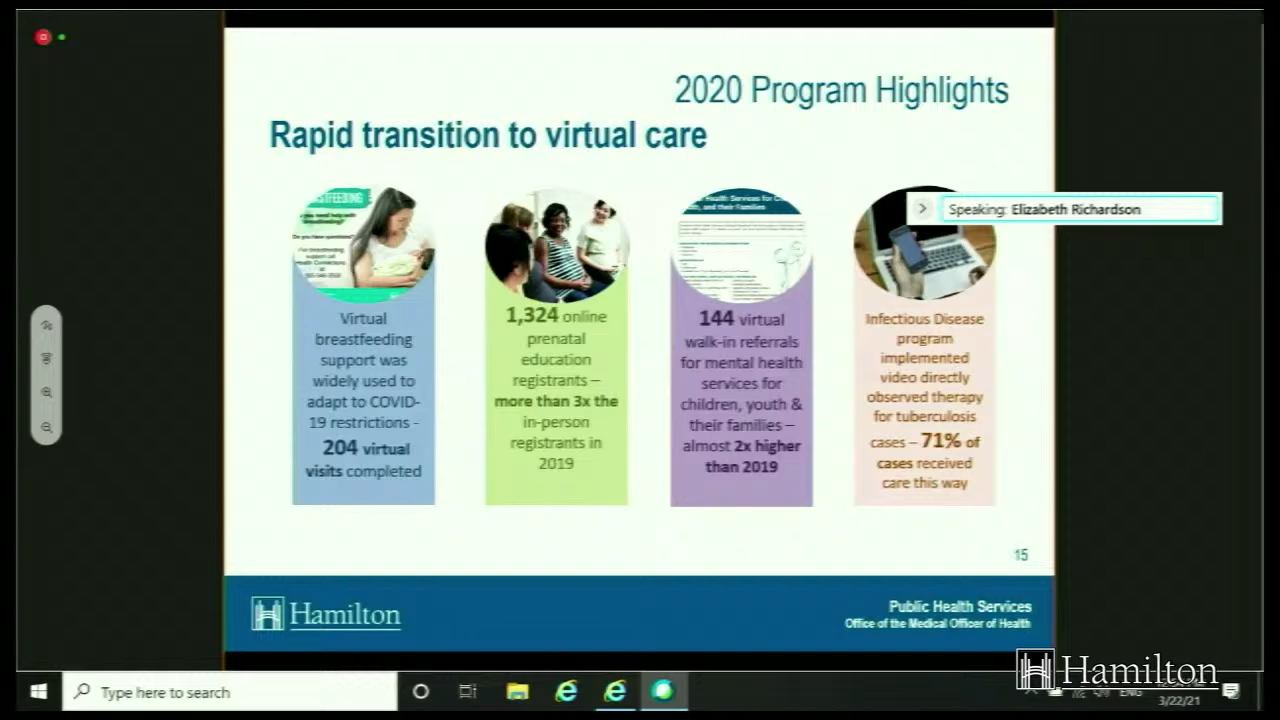 2020 Program Highlights
Rapid transition to virtual care
Speaking: Elizabeth Richardson
Virtual
breastfeeding
support was
widely used to
adapt to COVID-
19 restrictions -
204 virtual
visits completed
1,324 online
prenatal
education
registrants –
more than 3x the
in-person
registrants in
2019
144 virtual
walk-in referrals
for mental health
services for
children, youth &
their families –
almost 2x higher
than 2019
Infectious Disease
program
implemented
video directly
observed therapy
for tuberculosis
cases – 71% of
cases received
care this way
15
Hamilton
Public Health Services
Office of the Medical Officer of Health
Hamilton
Type here to search
ENG
3/22/21